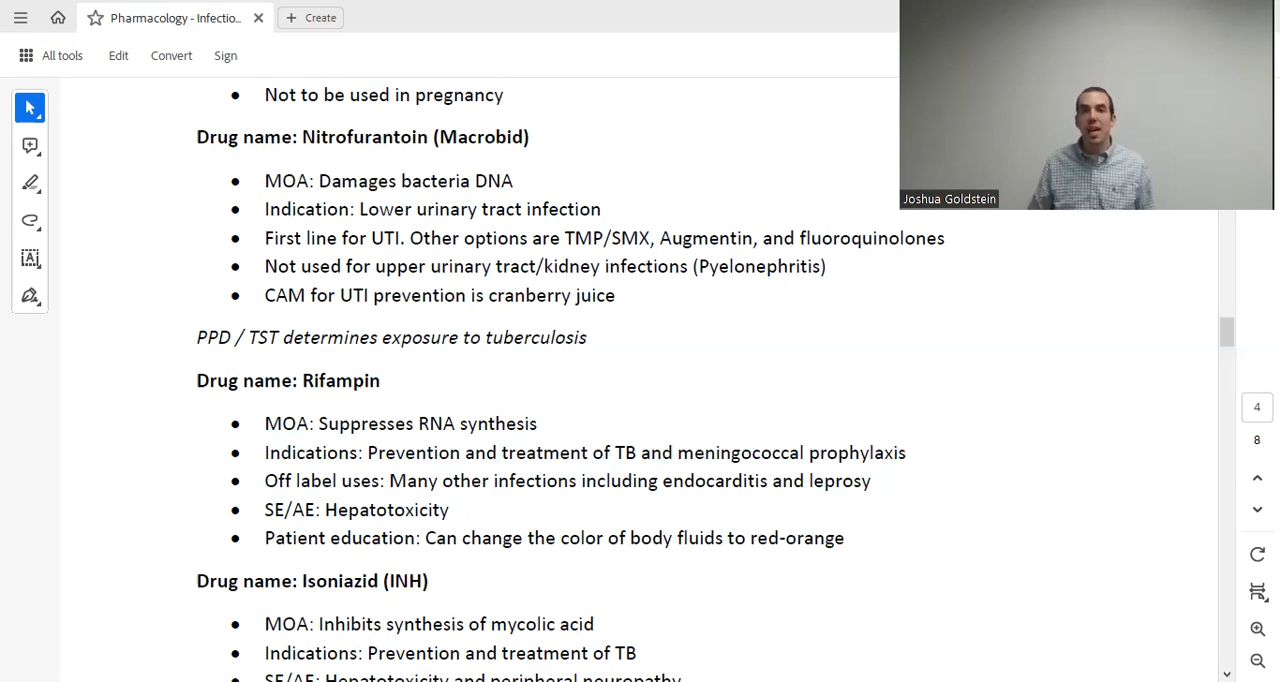 Pharmacology - Infectio...
Create
All tools
Edit
Convert
Sign
Joshua Goldstein
• Not to be used in pregnancy
Drug name: Nitrofurantoin (Macrobid)
• MOA: Damages bacteria DNA
• Indication: Lower urinary tract infection
• First line for UTI. Other options are TMP/SMX, Augmentin, and fluoroquinolones
• Not used for upper urinary tract/kidney infections (Pyelonephritis)
• CAM for UTI prevention is cranberry juice
PPD / TST determines exposure to tuberculosis
Drug name: Rifampin
• MOA: Suppresses RNA synthesis
• Indications: Prevention and treatment of TB and meningococcal prophylaxis
• Off label uses: Many other infections including endocarditis and leprosy
• SE/AE: Hepatotoxicity
• Patient education: Can change the color of body fluids to red-orange
Drug name: Isoniazid (INH)
• MOA: Inhibits synthesis of mycolic acid
• Indications: Prevention and treatment of TB
• SE/AE: Hepatotoxicity and peripheral neuropathy
4
8